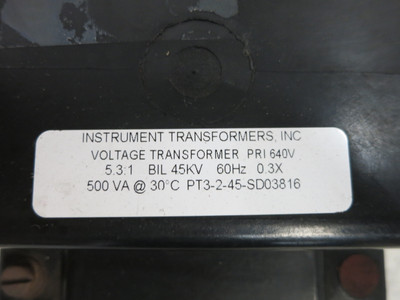 INSTRUMENT TRANSFORMERS, INC
VOLTAGE TRANSFORMER PRI 640V
5.3:1 BIL 45KV 60Hz 0.3X
500 VA @ 30°C PT3-2-45-SD03816